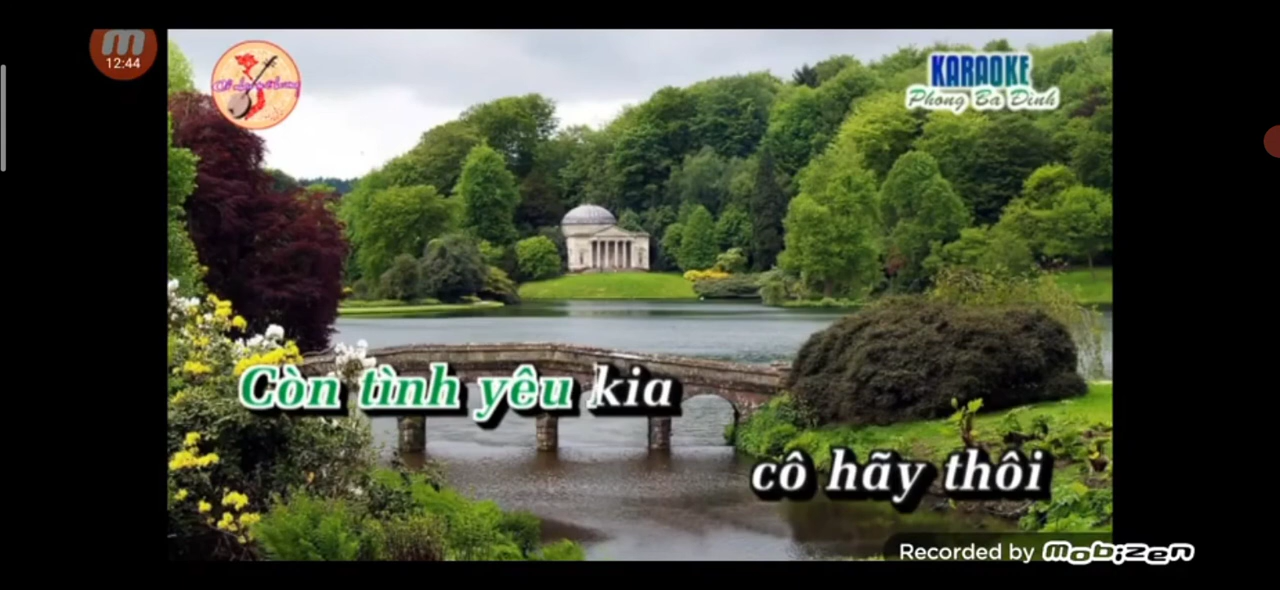 12:44
KARAOKE
Phong Ba Đình
Còn tình yêu kia
cô hãy thôi
Recorded by mobizen